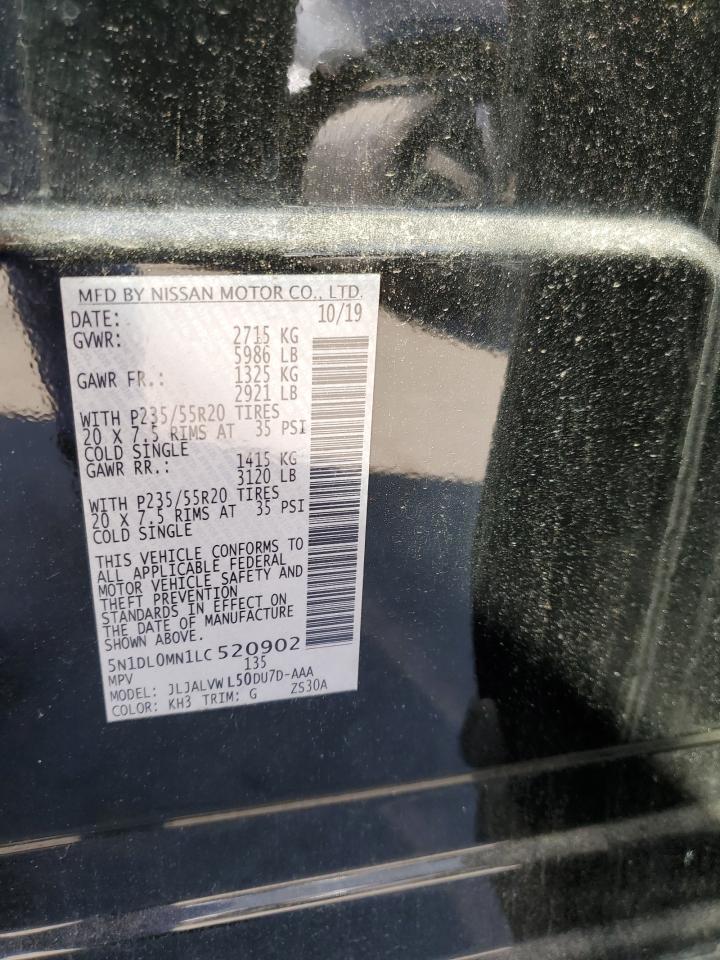 MFD BY NISSAN MOTOR CO., LTD.
DATE: 10/19
GVWR: 2715 KG
5986 LB
GAWR FR.: 1325 KG
2921 LB
WITH P235/55R20 TIRES
20 X 7.5 RIMS AT 35 PSI
COLD SINGLE
GAWR RR.: 1415 KG
3120 LB
WITH P235/55R20 TIRES
20 X 7.5 RIMS AT 35 PSI
COLD SINGLE
THIS VEHICLE CONFORMS TO
ALL APPLICABLE FEDERAL
MOTOR VEHICLE SAFETY AND
THEFT PREVENTION
STANDARDS IN EFFECT ON
THE DATE OF MANUFACTURE
SHOWN ABOVE.
5N1DL0MN1LC520902
MPV 135
MODEL: JLJALVWL50DU7D-AAA
COLOR: KH3 TRIM: G ZS30A